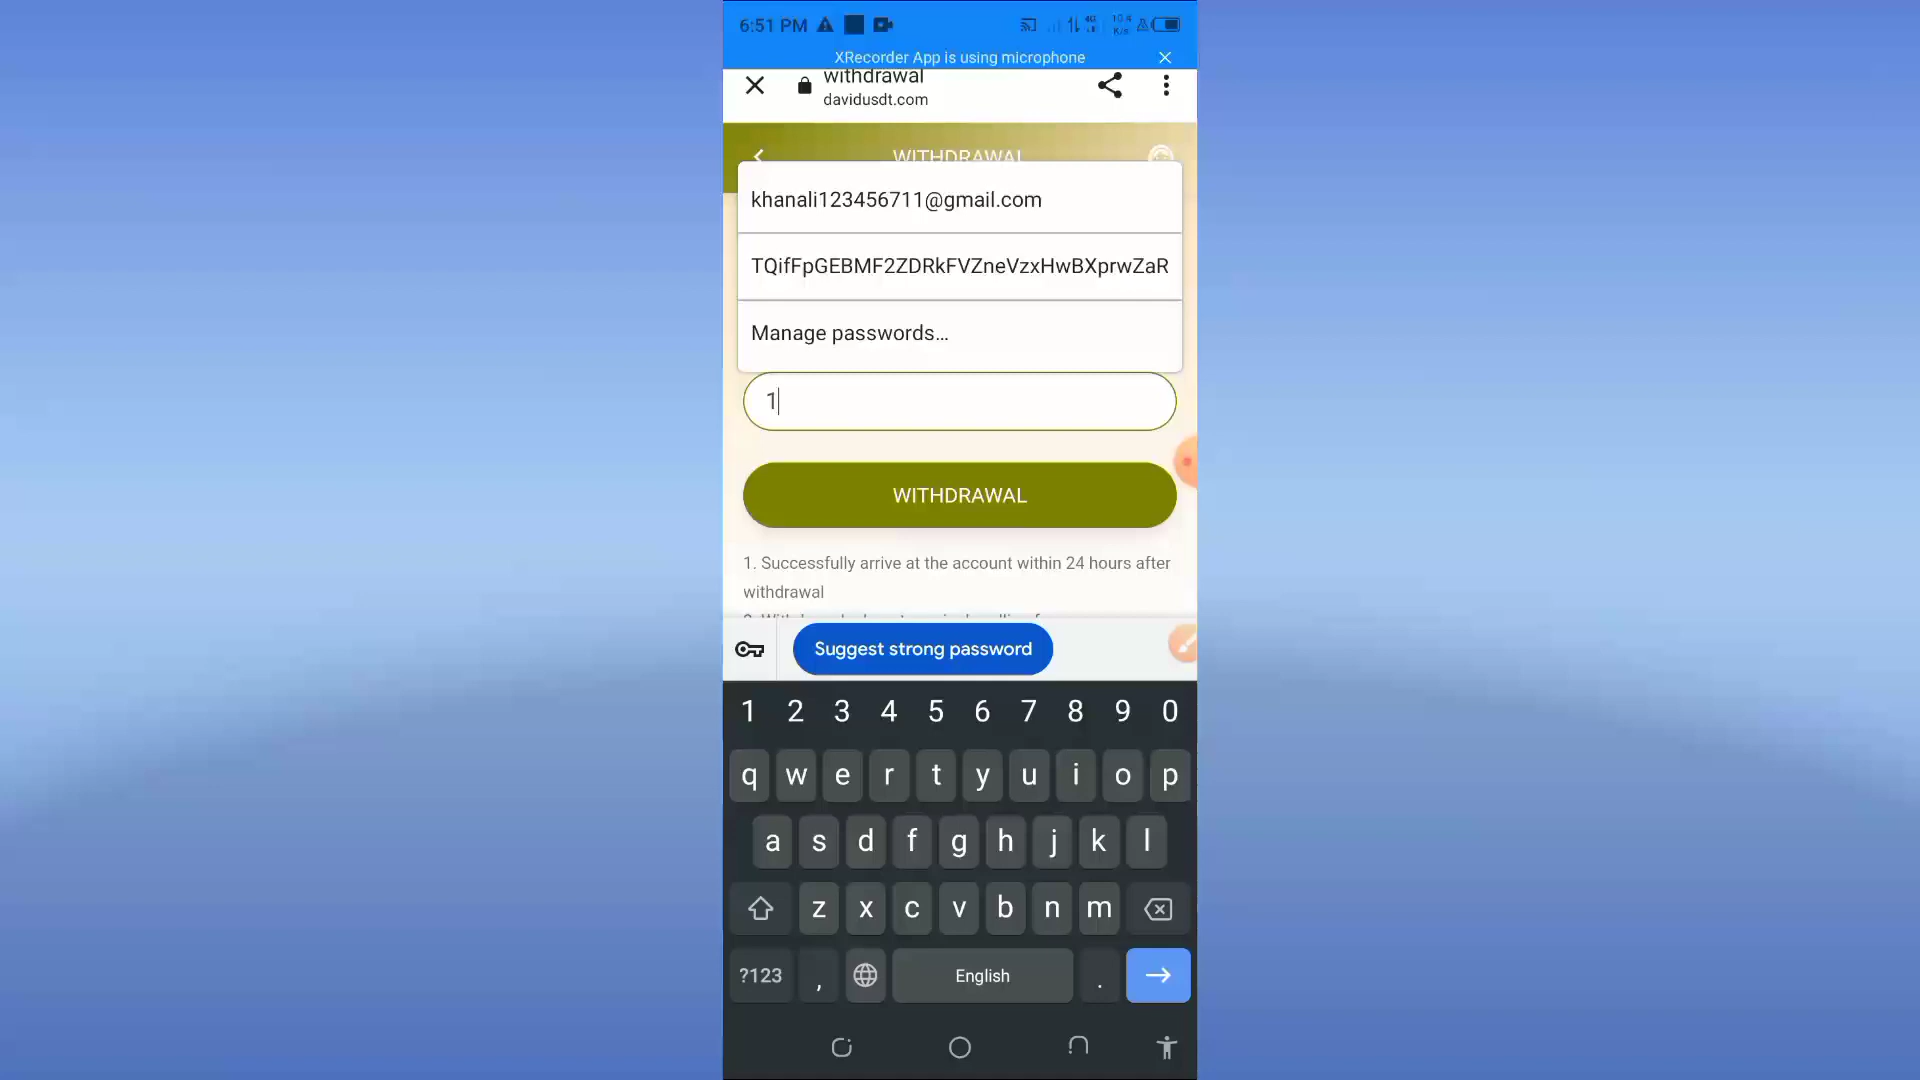 6:51 PM
10.4 K/s
XRecorder App is using microphone
withdrawal
davidusdt.com
WITHDRAWAL
khanali123456711@gmail.com
TQifFpGEBMF2ZDRkFVZneVzxHwBXprwZaR
Manage passwords...
1
WITHDRAWAL
1. Successfully arrive at the account within 24 hours after
withdrawal
Suggest strong password
1 2 3 4 5 6 7 8 9 0
q w e r t y u i o p
a s d f g h j k l
z x c v b n m
?123 , English .